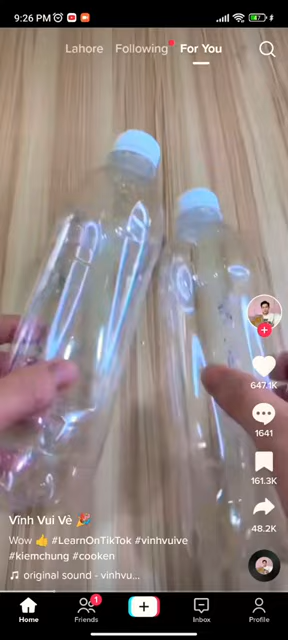 9:26 PM
47
Lahore Following For You
647.1K
1641
161.3K
48.2K
Vĩnh Vui Vẻ 🎉
Wow 👍 #LearnOnTikTok #vinhvuive
#kiemchung #cooken
original sound - vinhvu...
1
Home Friends Inbox Profile